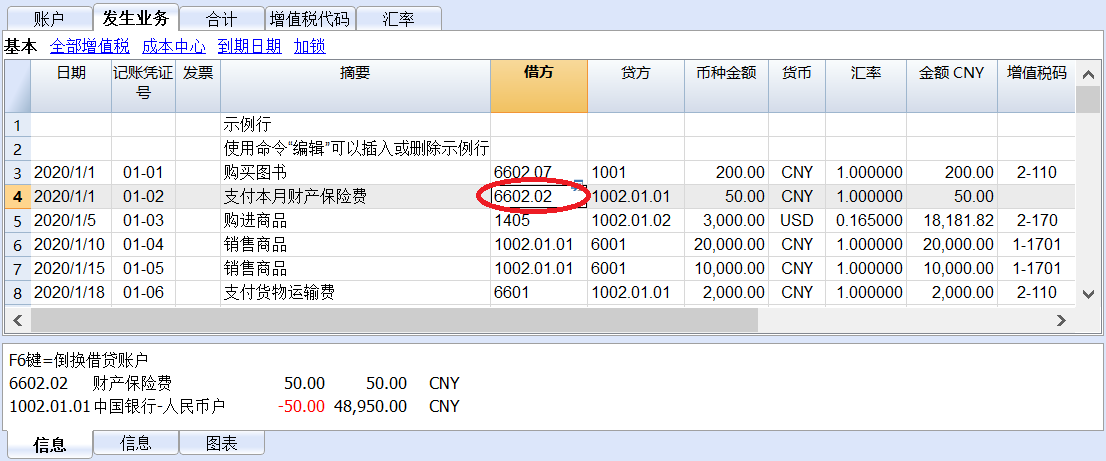 账户 发生业务 合计 增值税代码 汇率
基本 全部增值税 成本中心 到期日期 加锁
日期 记账凭证号 发票 摘要 借方 贷方 币种金额 货币 汇率 金额 CNY 增值税码
1 示例行
2 使用命令“编辑”可以插入或删除示例行
3 2020/1/1 01-01 购买图书 6602.07 1001 200.00 CNY 1.000000 200.00 2-110
4 2020/1/1 01-02 支付本月财产保险费 6602.02 1002.01.01 50.00 CNY 1.000000 50.00
5 2020/1/5 01-03 购进商品 1405 1002.01.02 3,000.00 USD 0.165000 18,181.82 2-170
6 2020/1/10 01-04 销售商品 1002.01.01 6001 20,000.00 CNY 1.000000 20,000.00 1-1701
7 2020/1/15 01-05 销售商品 1002.01.01 6001 10,000.00 CNY 1.000000 10,000.00 1-1701
8 2020/1/18 01-06 支付货物运输费 6601 1002.01.01 2,000.00 CNY 1.000000 2,000.00 2-110
F6键=倒换借贷账户
6602.02 财产保险费 50.00 50.00 CNY
1002.01.01 中国银行-人民币户 -50.00 48,950.00 CNY
信息 信息 图表